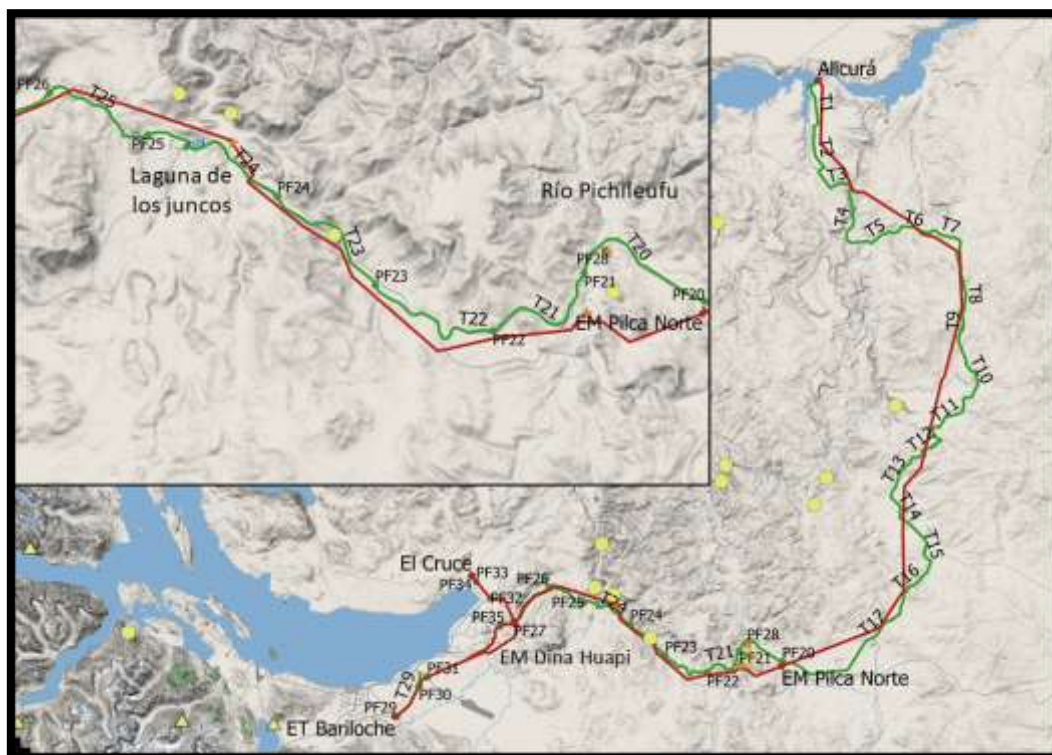 PF26
T25
PF25
Laguna de
los juncos
T24
PF24
T23
PF23
T22
PF22
T21
Río Pichileufu
PF28
T20
PF21
PF20
EM Pilca Norte
Alicurá
T1
T2
T3
T4
T5
T6
T7
T8
T9
T10
T11
T12
T13
T14
T15
T16
T12
El Cruce
PF33
PF34
PF32
PF35
PF27
PF26
PF25
PF24
PF23
T21
PF22
PF28
PF21
PF20
EM Pilca Norte
EM Dina Huapi
PF31
T29
PF30
PF29
ET Bariloche